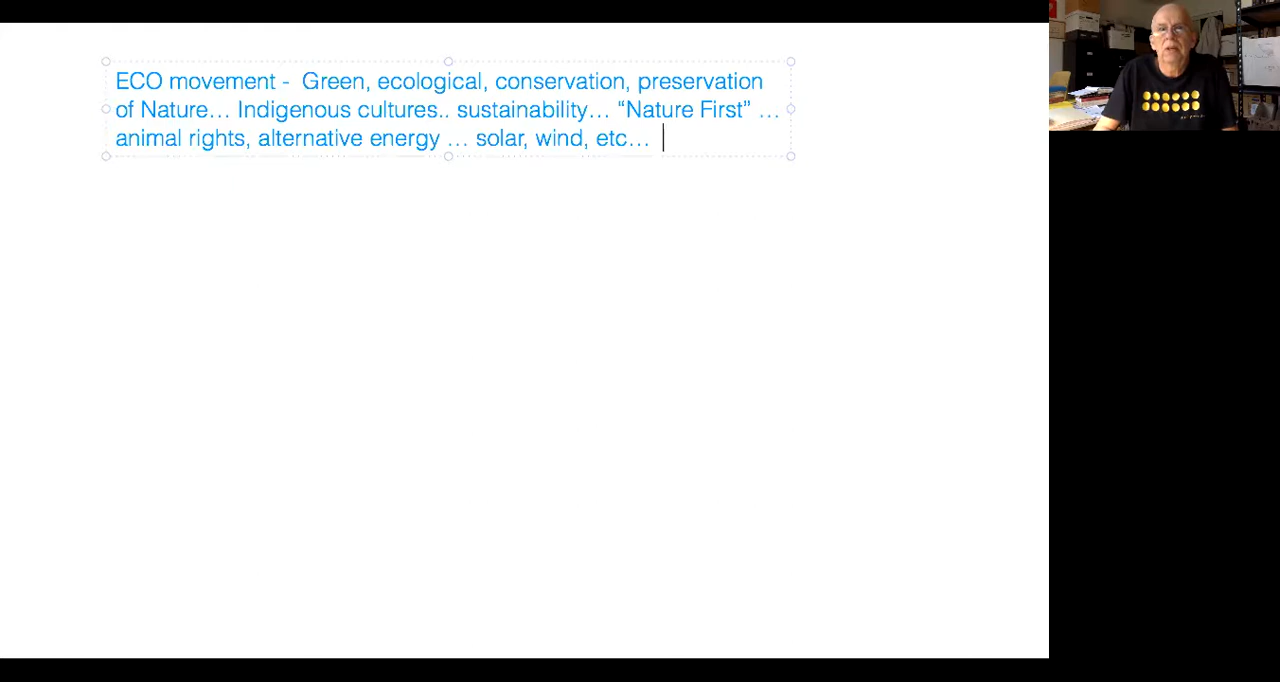 ECO movement -  Green, ecological, conservation, preservation
of Nature… Indigenous cultures.. sustainability… “Nature First” …
animal rights, alternative energy … solar, wind, etc…